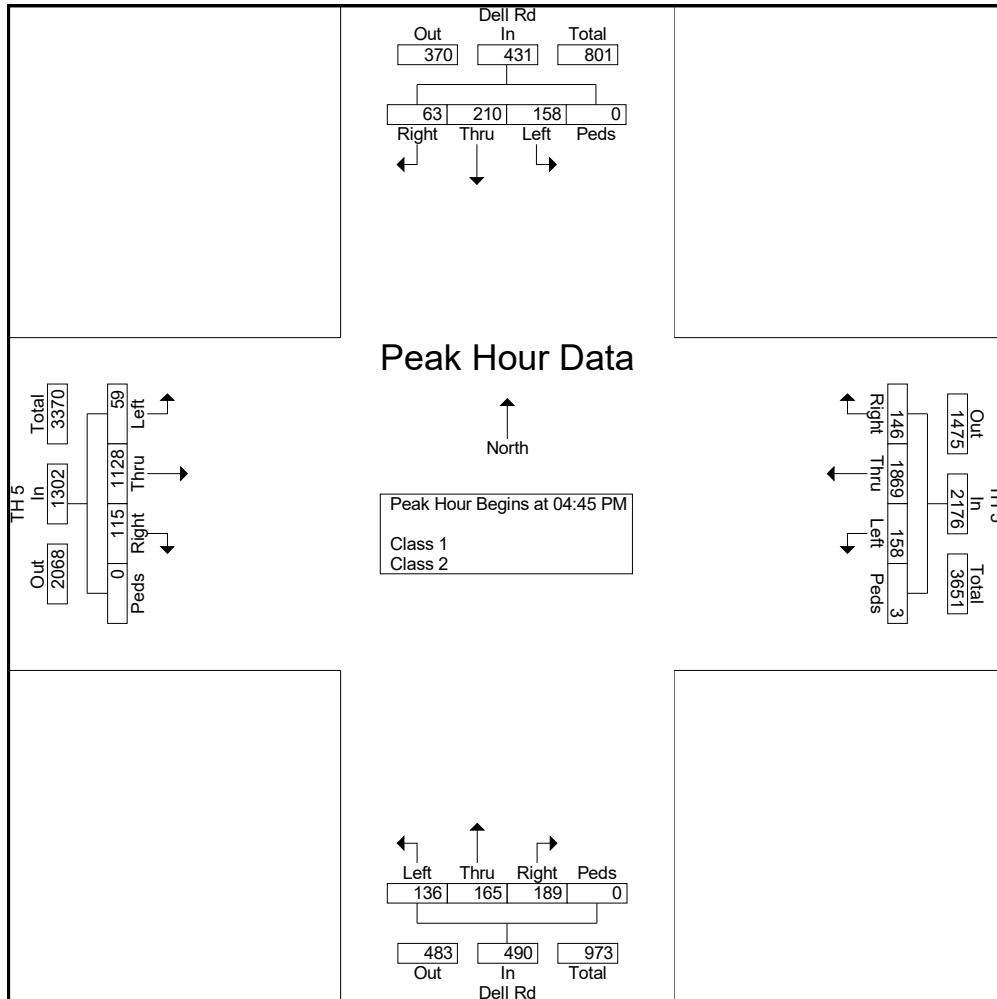 Dell Rd
Out In Total
370 431 801
63 210 158 0
Right Thru Left Peds
Peak Hour Data
North
Peak Hour Begins at 04:45 PM
Class 1
Class 2
TH 5
Total In Out
3370 1302 2068
59 1128 115 0
Left Thru Right Peds
Out In Total
1475 2176 3651
146 1869 158 3
Right Thru Left Peds
Left Thru Right Peds
136 165 189 0
483 490 973
Out In Total
Dell Rd